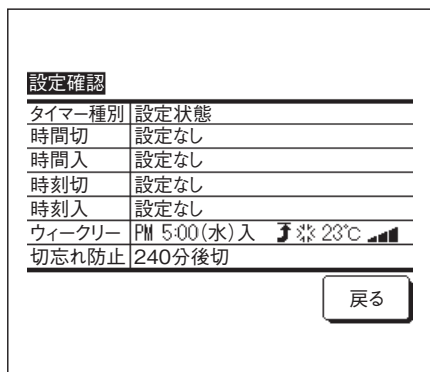 設定確認
タイマー種別 設定状態
時間切 設定なし
時間入 設定なし
時刻切 設定なし
時刻入 設定なし
ウィークリー PM 5:00(水)入 23℃
切忘れ防止 240分後切
戻る